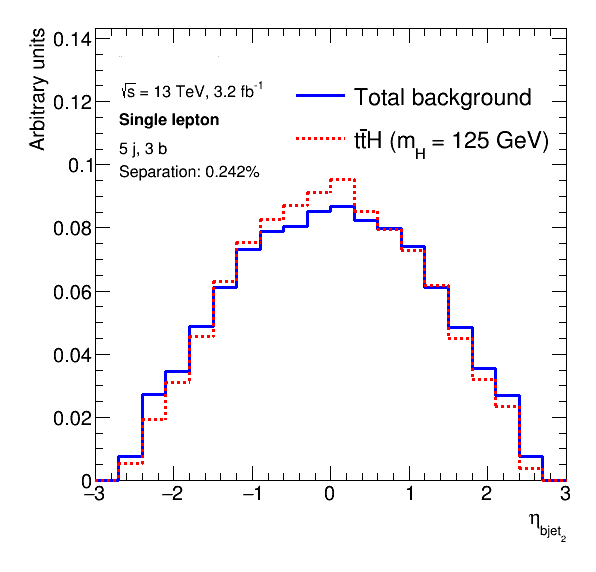 Arbitrary units
0.14
0.12
0.1
0.08
0.06
0.04
0.02
0
√s = 13 TeV, 3.2 fb⁻¹
Single lepton
5 j, 3 b
Separation: 0.242%
Total background
tt̄H (m_H = 125 GeV)
−3 −2 −1 0 1 2 3
η_bjet₂